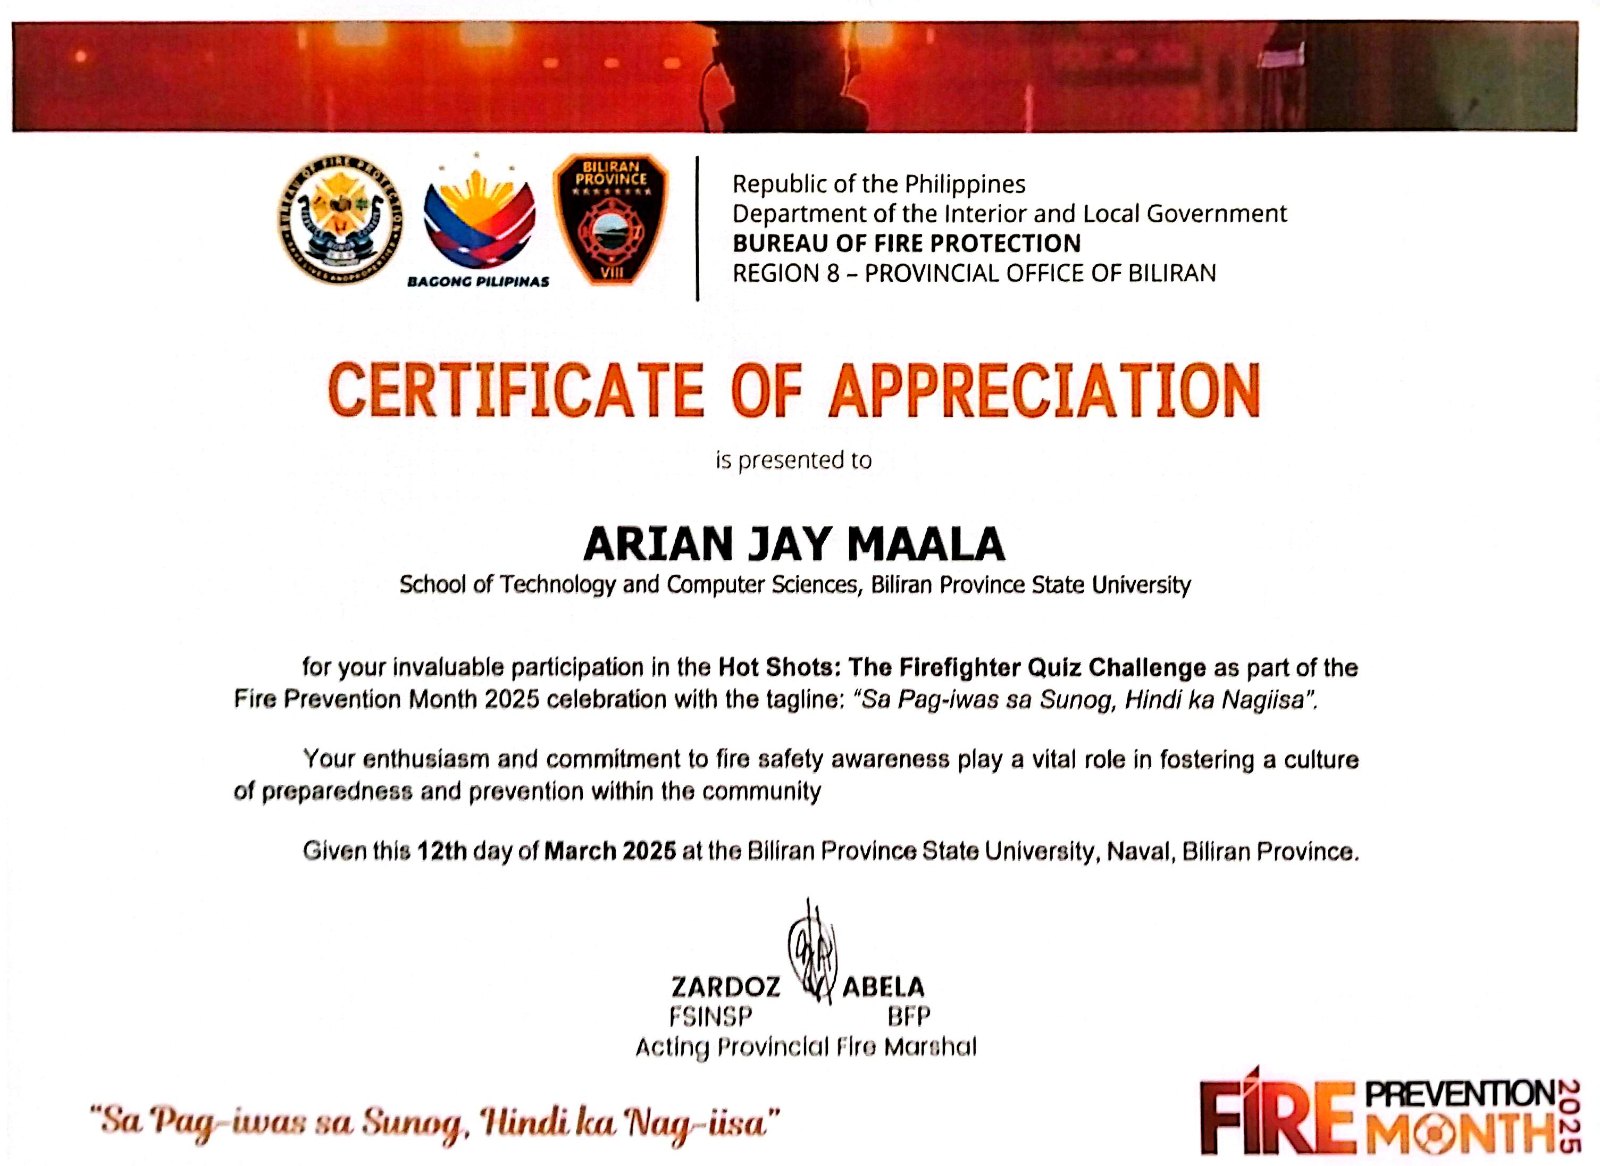 BUREAU OF FIRE PROTECTION
BAGONG PILIPINAS
BILIRAN
PROVINCE
VIII
Republic of the Philippines
Department of the Interior and Local Government
BUREAU OF FIRE PROTECTION
REGION 8 – PROVINCIAL OFFICE OF BILIRAN
CERTIFICATE OF APPRECIATION
is presented to
ARIAN JAY MAALA
School of Technology and Computer Sciences, Biliran Province State University
for your invaluable participation in the Hot Shots: The Firefighter Quiz Challenge as part of the
Fire Prevention Month 2025 celebration with the tagline: “Sa Pag-iwas sa Sunog, Hindi ka Nagiisa”.
Your enthusiasm and commitment to fire safety awareness play a vital role in fostering a culture
of preparedness and prevention within the community
Given this 12th day of March 2025 at the Biliran Province State University, Naval, Biliran Province.
ZARDOZ ABELA
FSINSP BFP
Acting Provincial Fire Marshal
“Sa Pag-iwas sa Sunog, Hindi ka Nag-iisa”
FIRE PREVENTION MONTH 2025